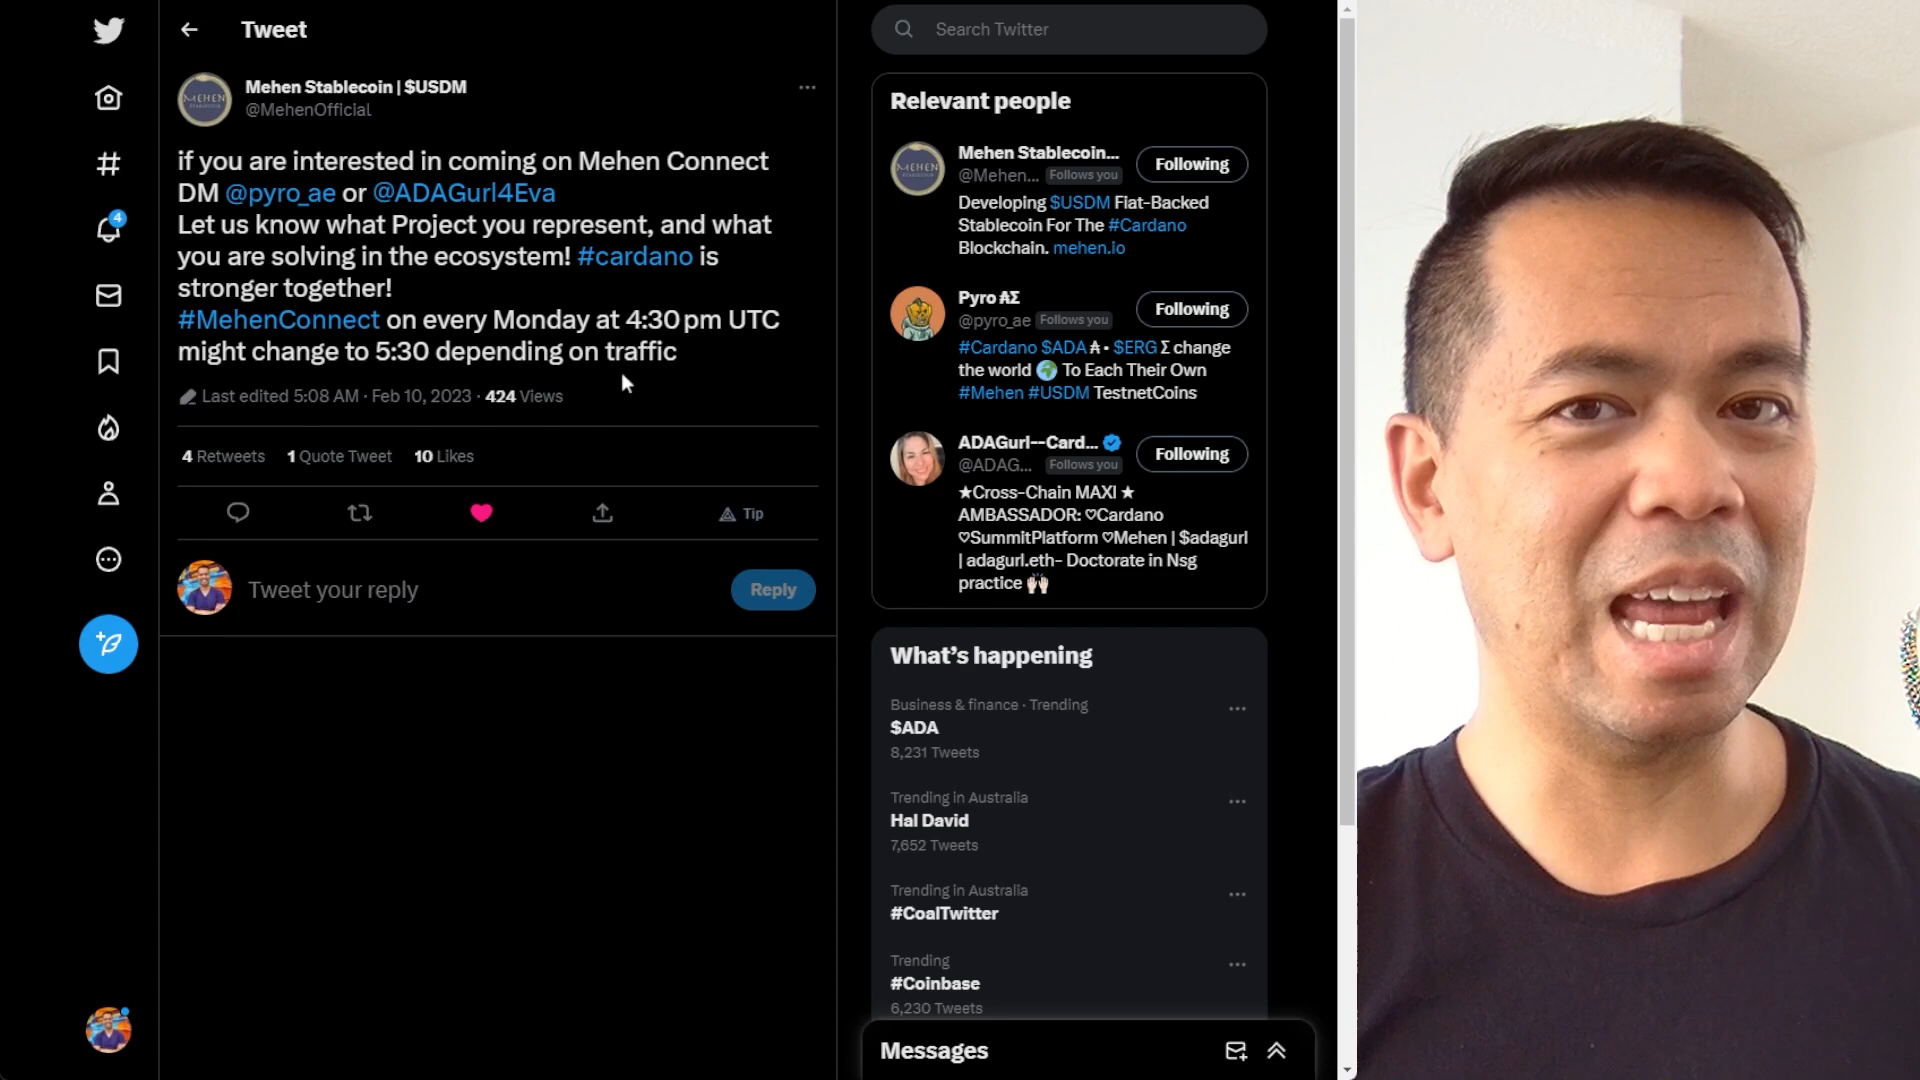 Tweet
Search Twitter
Mehen Stablecoin | $USDM
@MehenOfficial
if you are interested in coming on Mehen Connect
DM @pyro_ae or @ADAGurl4Eva
Let us know what Project you represent, and what
you are solving in the ecosystem! #cardano is
stronger together!
#MehenConnect on every Monday at 4:30pm UTC
might change to 5:30 depending on traffic
Last edited 5:08 AM · Feb 10, 2023 · 424 Views
4 Retweets 1 Quote Tweet 10 Likes
Tip
Tweet your reply
Reply
4
Relevant people
Mehen Stablecoin...
@Mehen... Follows you
Following
Developing $USDM Fiat-Backed
Stablecoin For The #Cardano
Blockchain. mehen.io
Pyro ₳Σ
@pyro_ae Follows you
Following
#Cardano $ADA ₳ • $ERG Σ change
the world 🌍 To Each Their Own
#Mehen #USDM TestnetCoins
ADAGurl--Card...
@ADAG... Follows you
Following
★Cross-Chain MAXI ★
AMBASSADOR: ♡Cardano
♡SummitPlatform ♡Mehen | $adagurl
| adagurl.eth- Doctorate in Nsg
practice 🙌🏻
What's happening
Business & finance · Trending
$ADA
8,231 Tweets
Trending in Australia
Hal David
7,652 Tweets
Trending in Australia
#CoalTwitter
Trending
#Coinbase
6,230 Tweets
Messages
MEHEN
MEHEN